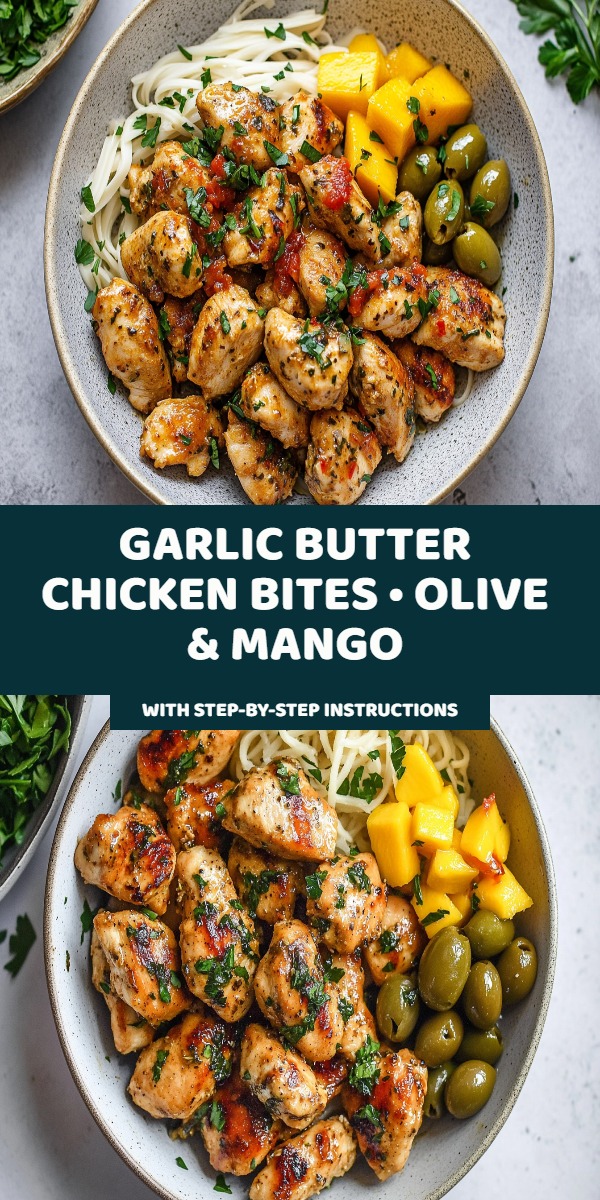 GARLIC BUTTER
CHICKEN BITES • OLIVE
& MANGO
WITH STEP-BY-STEP INSTRUCTIONS